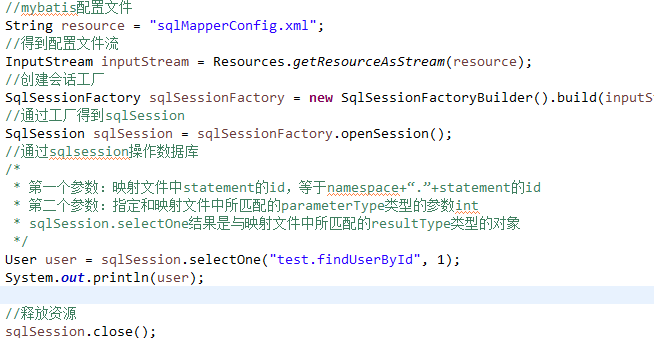 //mybatis配置文件
String resource = "sqlMapperConfig.xml";
//得到配置文件流
InputStream inputStream = Resources.getResourceAsStream(resource);
//创建会话工厂
SqlSessionFactory sqlSessionFactory = new SqlSessionFactoryBuilder().build(inputS
//通过工厂得到sqlSession
SqlSession sqlSession = sqlSessionFactory.openSession();
//通过sqlsession操作数据库
/*
* 第一个参数：映射文件中statement的id，等于namespace+“.”+statement的id
* 第二个参数：指定和映射文件中所匹配的parameterType类型的参数int
* sqlSession.selectOne结果是与映射文件中所匹配的resultType类型的对象
*/
User user = sqlSession.selectOne("test.findUserById", 1);
System.out.println(user);
//释放资源
sqlSession.close();